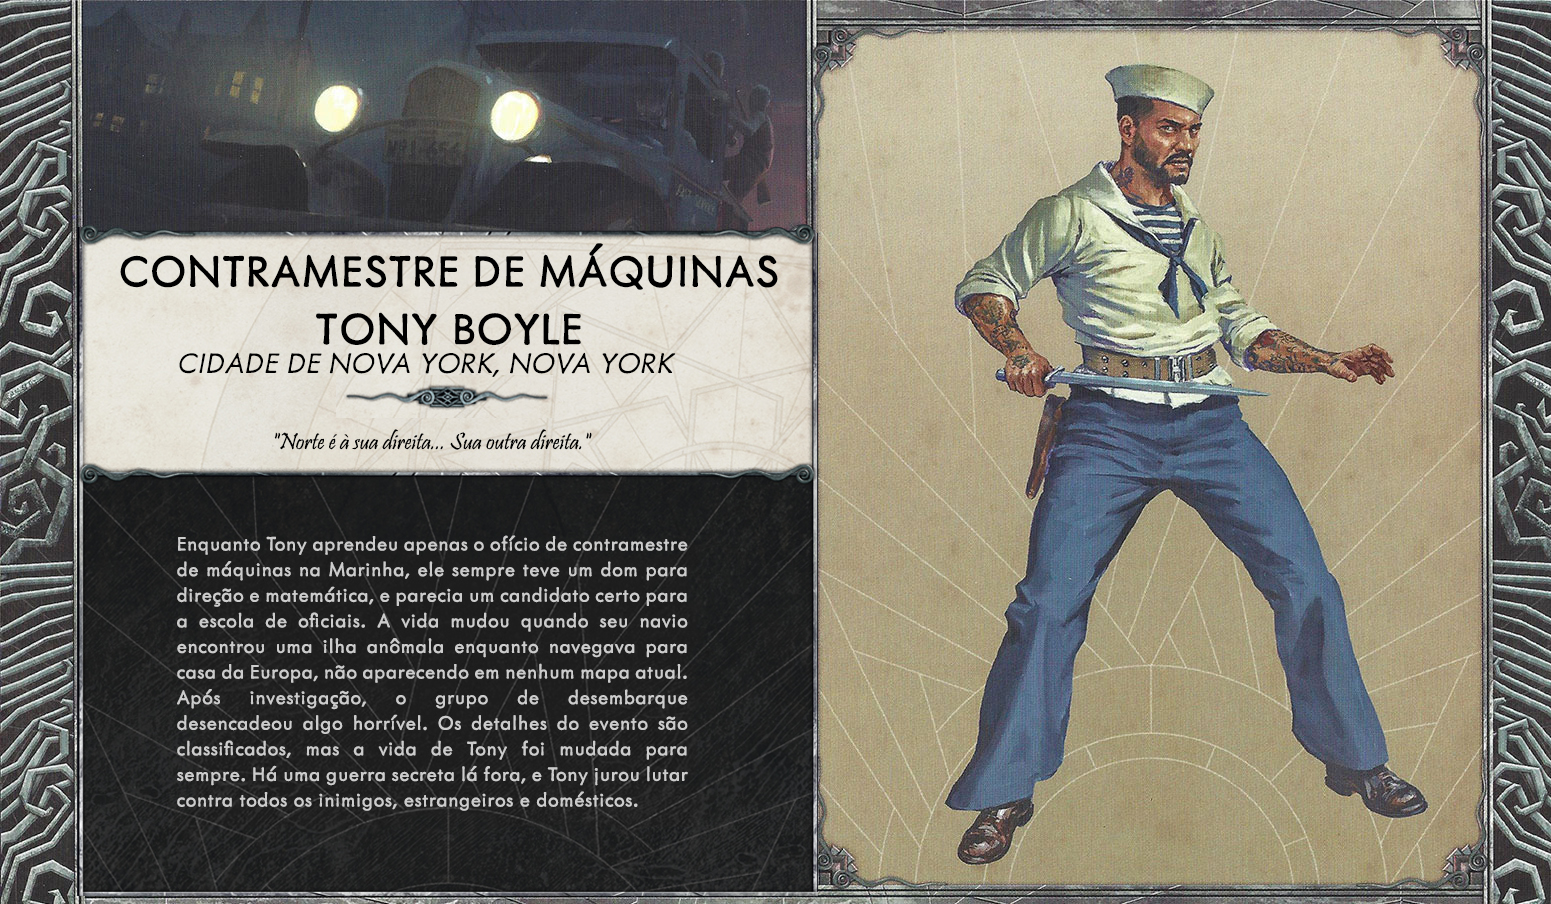 CONTRAMESTRE DE MÁQUINAS
TONY BOYLE
CIDADE DE NOVA YORK, NOVA YORK
"Norte é à sua direita... Sua outra direita."
Enquanto Tony aprendeu apenas o ofício de contramestre
de máquinas na Marinha, ele sempre teve um dom para
direção e matemática, e parecia um candidato certo para
a escola de oficiais. A vida mudou quando seu navio
encontrou uma ilha anômala enquanto navegava para
casa da Europa, não aparecendo em nenhum mapa atual.
Após investigação, o grupo de desembarque
desencadeou algo horrível. Os detalhes do evento são
classificados, mas a vida de Tony foi mudada para
sempre. Há uma guerra secreta lá fora, e Tony jurou lutar
contra todos os inimigos, estrangeiros e domésticos.